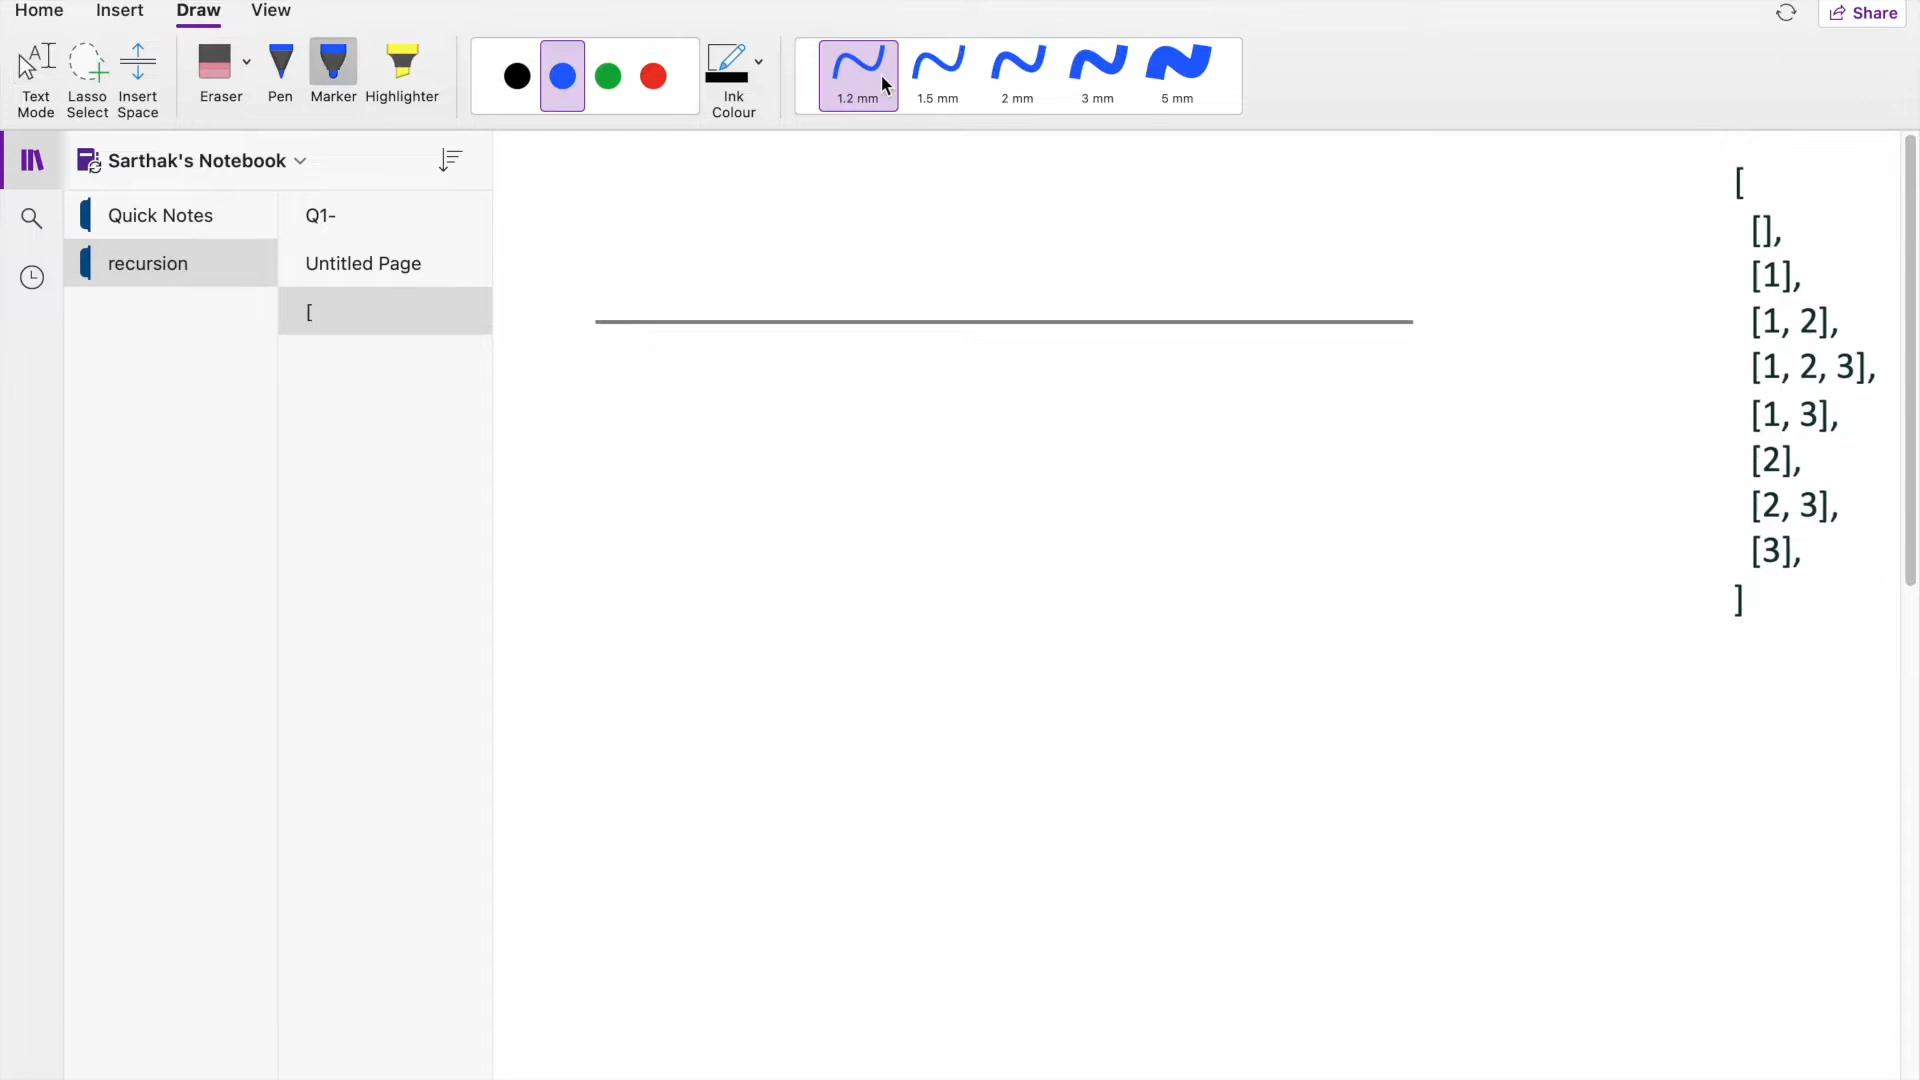 Home Insert Draw View
Share
Text Mode
Lasso Select
Insert Space
Eraser
Pen
Marker
Highlighter
Ink Colour
1.2 mm
1.5 mm
2 mm
3 mm
5 mm
Sarthak's Notebook
Quick Notes
recursion
Q1-
Untitled Page
[
[
[],
[1],
[1, 2],
[1, 2, 3],
[1, 3],
[2],
[2, 3],
[3],
]